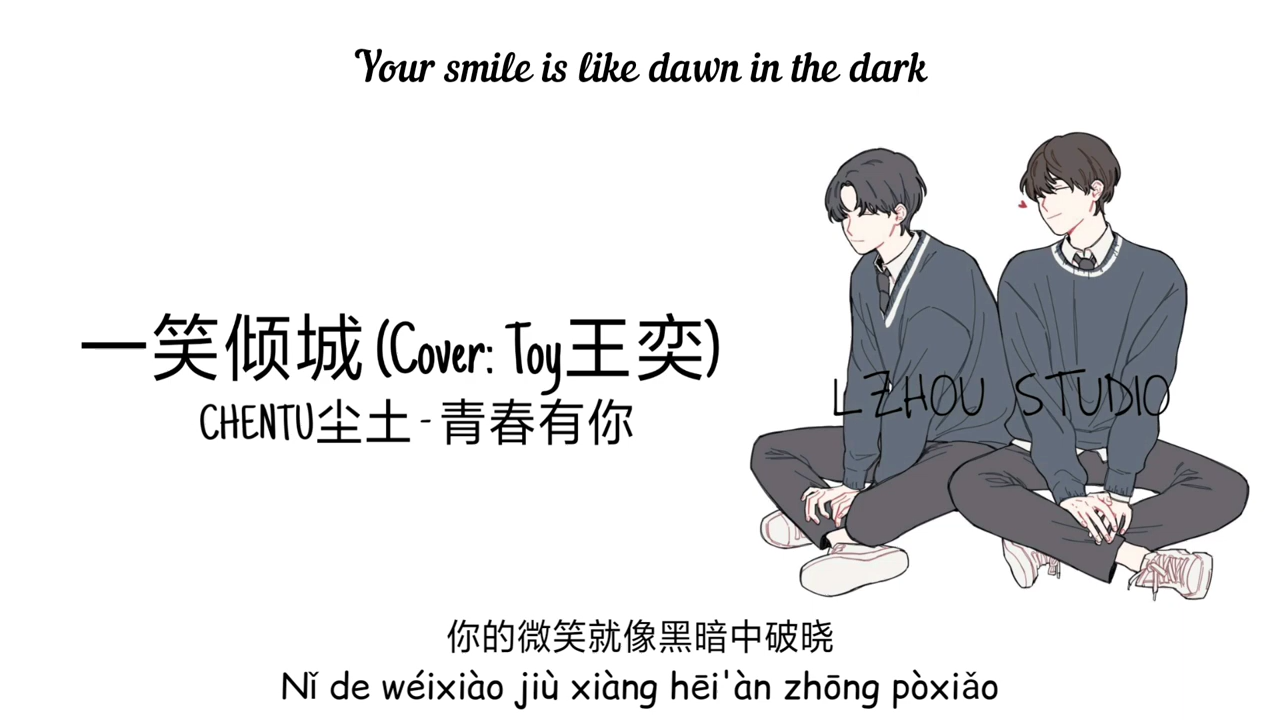 Your smile is like dawn in the dark
一笑倾城 (Cover: Toy王奕)
CHENTU尘土 - 青春有你
LZHOU STUDIO
你的微笑就像黑暗中破晓
Nǐ de wéixiào jiù xiàng hēi'àn zhōng pòxiǎo